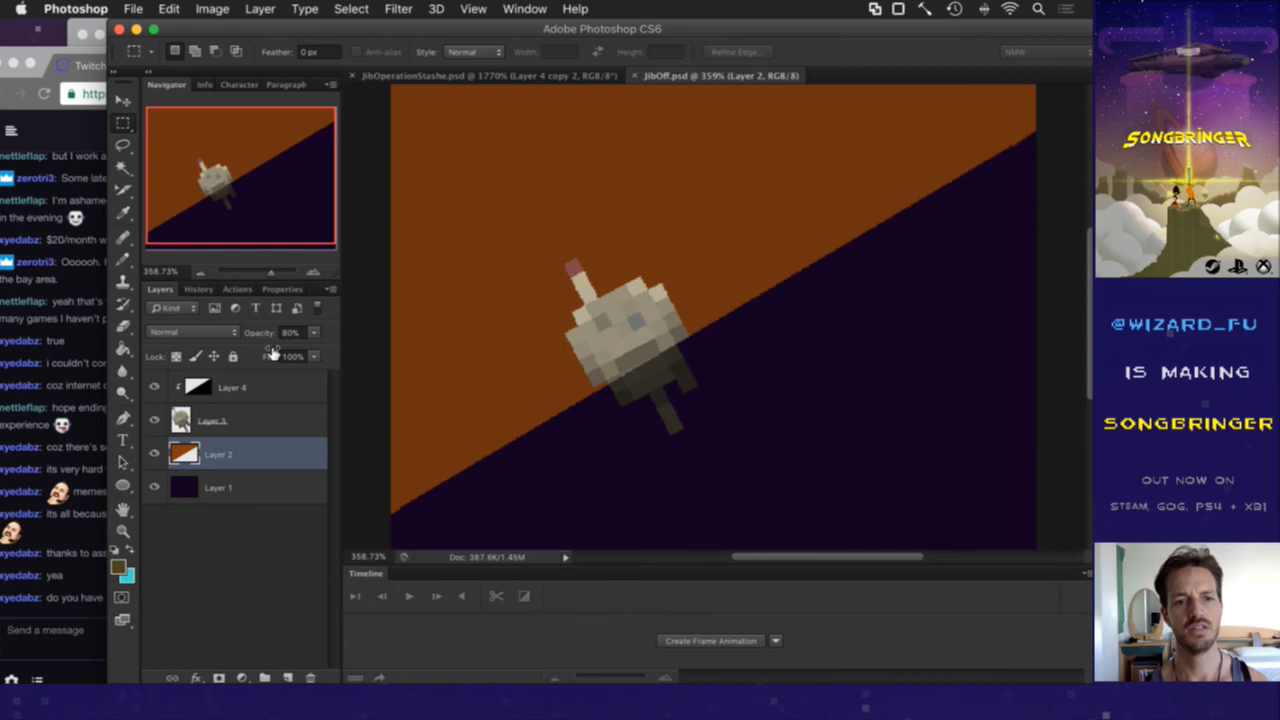 Photoshop File Edit Image Layer Type Select Filter 3D View Window Help
Adobe Photoshop CS6
Feather: 0 px Anti-alias Style: Normal Width: Height: Refine Edge... NMW
JibOperationStashe.psd @ 1770% (Layer 4 copy 2, RGB/8*) JibOff.psd @ 359% (Layer 2, RGB/8)
Twitch
https
Navigator Info Character Paragraph
358.73%
Layers History Actions Properties
Kind
Normal Opacity: 80%
Lock: 100%
Layer 4
Layer 3
Layer 2
Layer 1
358.73% Doc: 387.6K/1.45M
Timeline
Create Frame Animation
nettleflap: but I work a
zerotri3: Some late
nettleflap: I'm ashame
in the evening
xyedabz: $20/month w
zerotri3: Oooooh. I
the bay area.
nettleflap: yeah that's
many games I haven't p
xyedabz: true
xyedabz: i couldn't con
coz internet c
nettleflap: hope ending
experience
xyedabz: coz there's s
xyedabz: its very hard
xyedabz: memes
xyedabz: its all becaus
xyedabz: thanks to ass
xyedabz: yea
xyedabz: do you have
Send a message
SONGBRINGER
@WIZARD_FU
IS MAKING
SONGBRINGER
OUT NOW ON
STEAM, GOG, PS4 + XB1